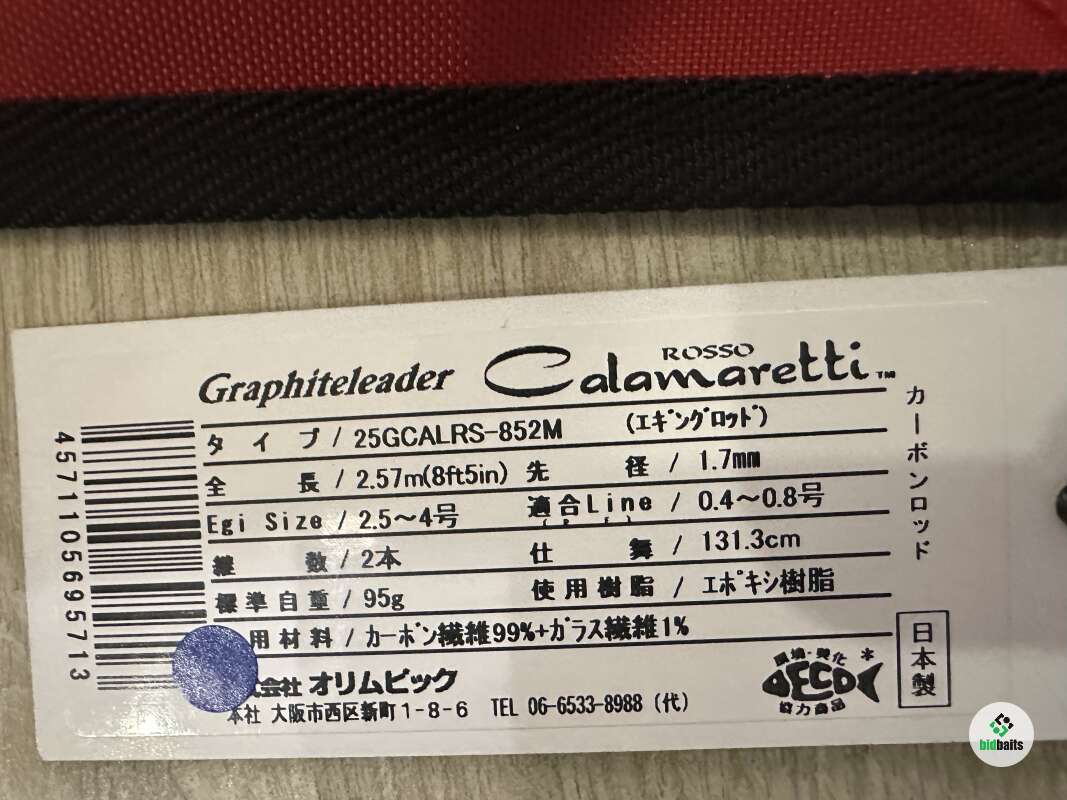 Graphiteleader ROSSO Calamaretti™
タイプ / 25GCALRS-852M (エギングロッド)
全長 / 2.57m(8ft5in) 先径 / 1.7mm
Egi Size / 2.5～4号 適合Line / 0.4～0.8号
継数 / 2本 仕舞 / 131.3cm
標準自重 / 95g 使用樹脂 / エポキシ樹脂
用材料 / カーボン繊維99%+ガラス繊維1%
式会社 オリムピック
本社 大阪市西区新町1-8-6 TEL 06-6533-8988 (代)
4571105695713
カーボンロッド
DECO
協力商品
日本製
bidbaits